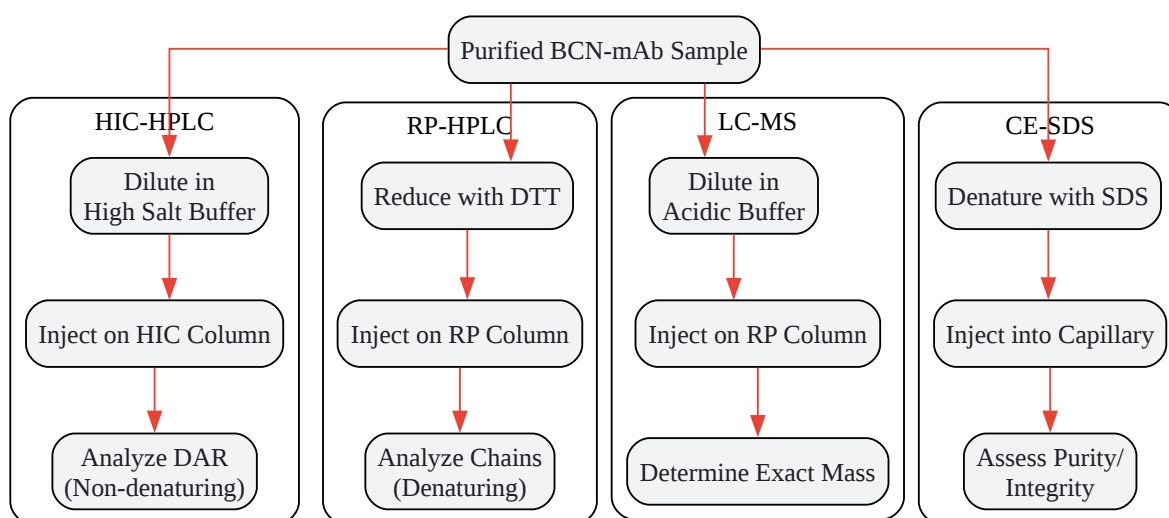 Purified BCN-mAb Sample
HIC-HPLC
Dilute in
High Salt Buffer
Inject on HIC Column
Analyze DAR
(Non-denaturing)
RP-HPLC
Reduce with DTT
Inject on RP Column
Analyze Chains
(Denaturing)
LC-MS
Dilute in
Acidic Buffer
Inject on RP Column
Determine Exact Mass
CE-SDS
Denature with SDS
Inject into Capillary
Assess Purity/
Integrity